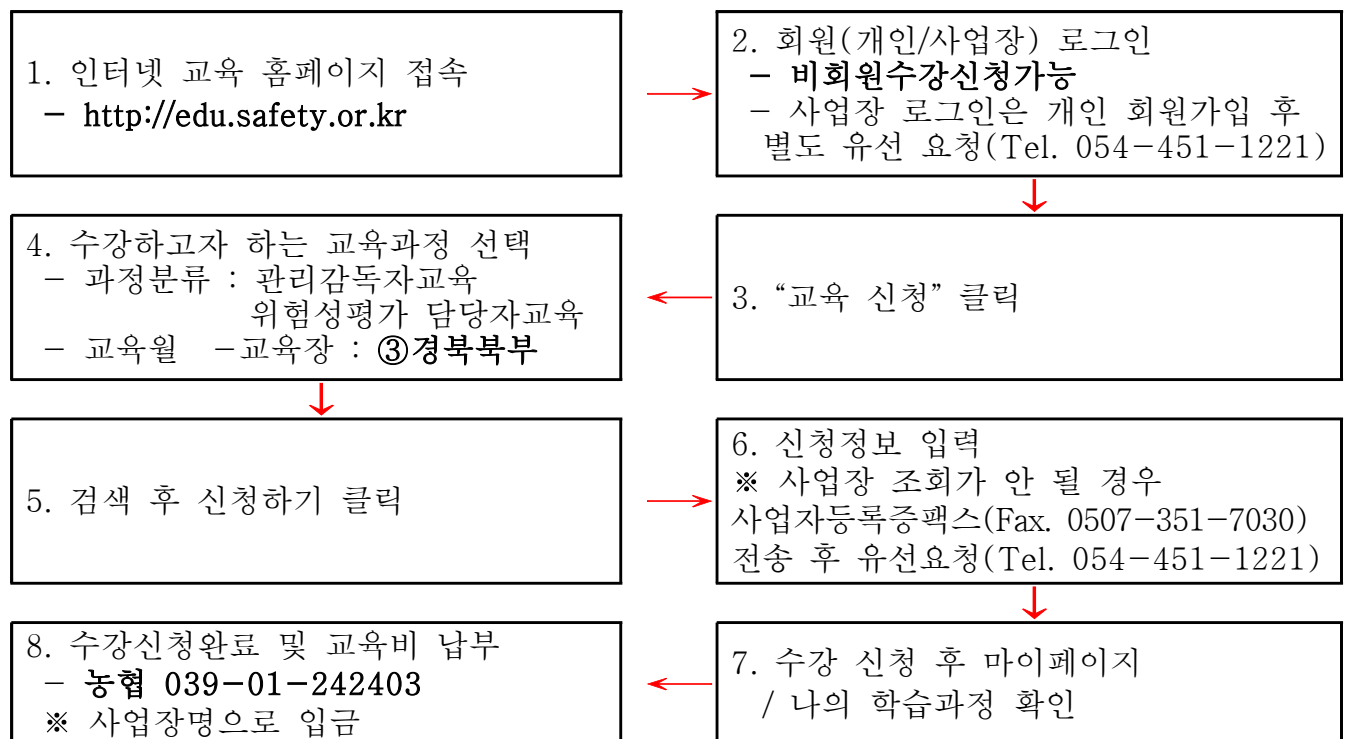 1. 인터넷 교육 홈페이지 접속
- http://edu.safety.or.kr
2. 회원(개인/사업장) 로그인
- 비회원수강신청가능
- 사업장 로그인은 개인 회원가입 후
별도 유선 요청(Tel. 054-451-1221)
3. “교육 신청” 클릭
4. 수강하고자 하는 교육과정 선택
- 과정분류 : 관리감독자교육
위험성평가 담당자교육
- 교육월 -교육장 : ③경북북부
5. 검색 후 신청하기 클릭
6. 신청정보 입력
※ 사업장 조회가 안 될 경우
사업자등록증팩스(Fax. 0507-351-7030)
전송 후 유선요청(Tel. 054-451-1221)
7. 수강 신청 후 마이페이지
/ 나의 학습과정 확인
8. 수강신청완료 및 교육비 납부
- 농협 039-01-242403
※ 사업장명으로 입금